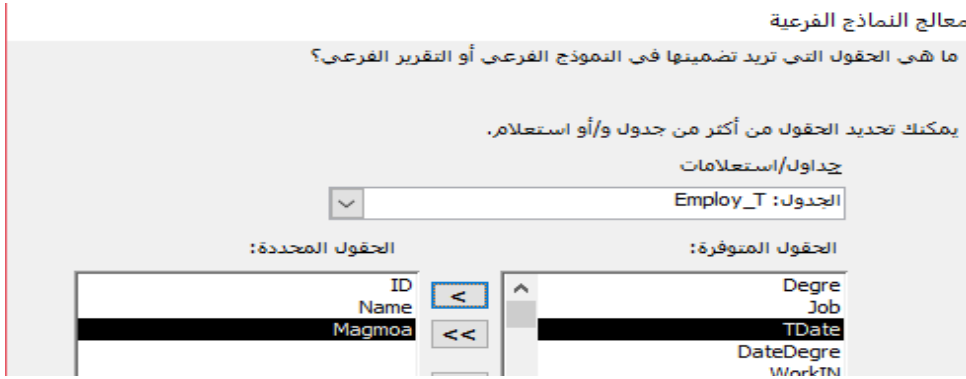 معالج النماذج الفرعية
ما هي الحقول التي تريد تضمينها في النموذج الفرعي أو التقرير الفرعي؟
يمكنك تحديد الحقول من أكثر من جدول و/أو استعلام.
جداول/استعلامات
الجدول: Employ_T
الحقول المتوفرة:
Degre
Job
TDate
DateDegre
WorkIN
<
<<
الحقول المحددة:
ID
Name
Magmoa